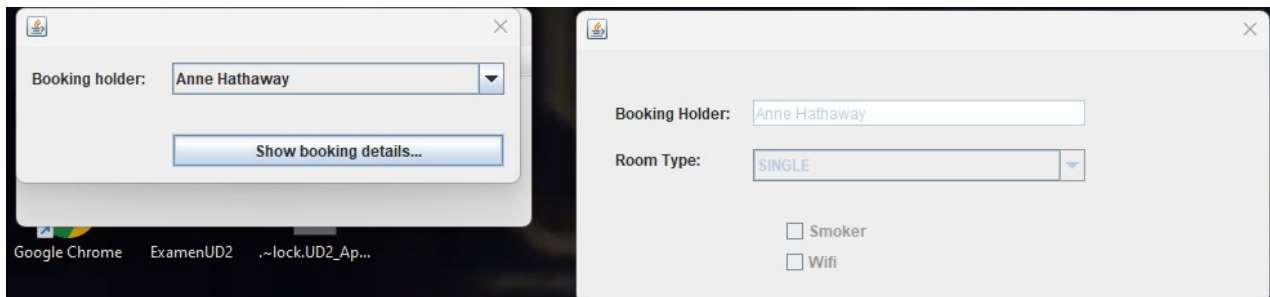 Booking holder:
Anne Hathaway
Show booking details...
Google Chrome
ExamenUD2
.~lock.UD2_Ap...
Booking Holder:
Anne Hathaway
Room Type:
SINGLE
Smoker
Wifi